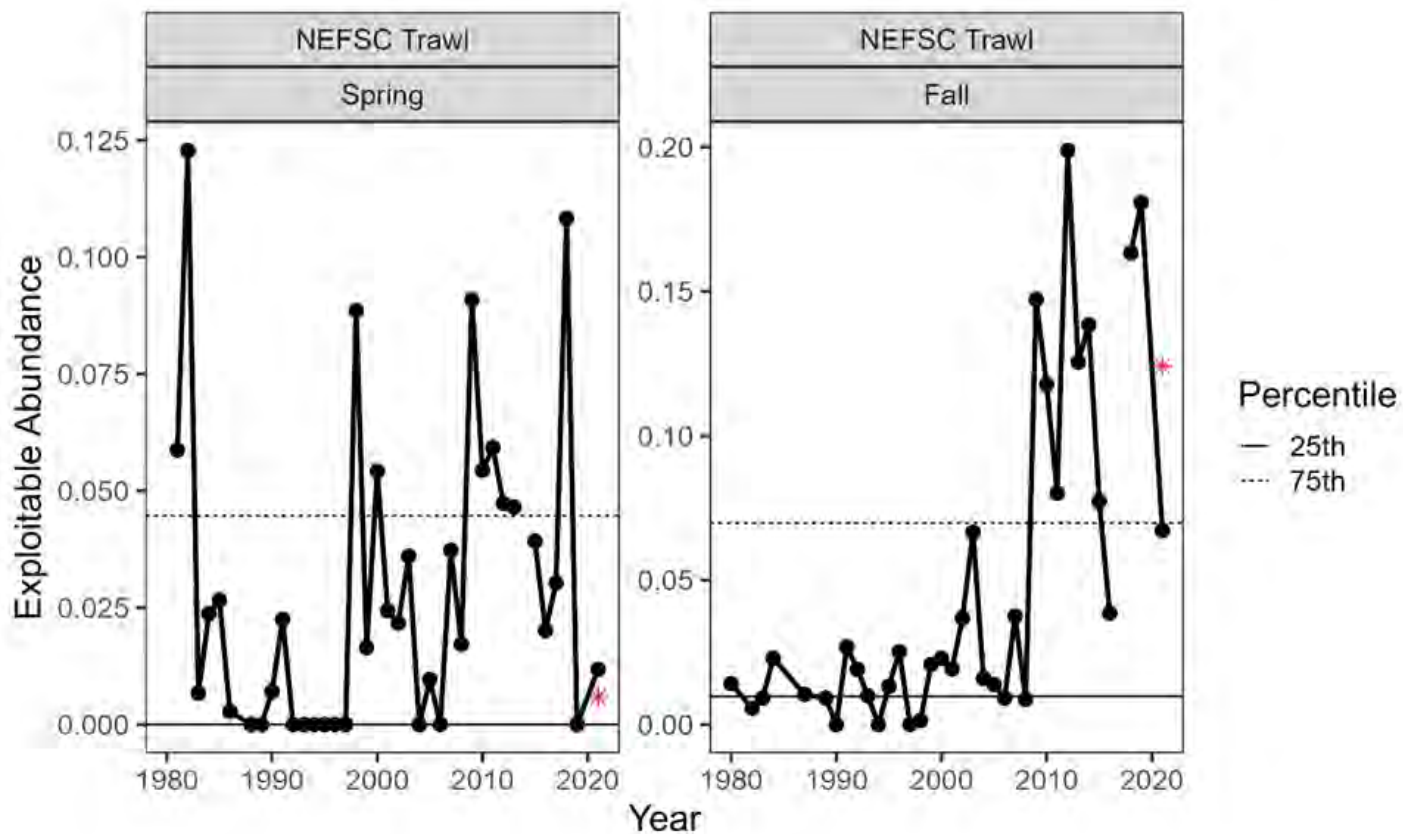 NEFSC Trawl
Spring
NEFSC Trawl
Fall
Exploitable Abundance
0.125
0.100
0.075
0.050
0.025
0.000
0.20
0.15
0.10
0.05
0.00
1980 1990 2000 2010 2020
1980 1990 2000 2010 2020
Year
Percentile
25th
75th